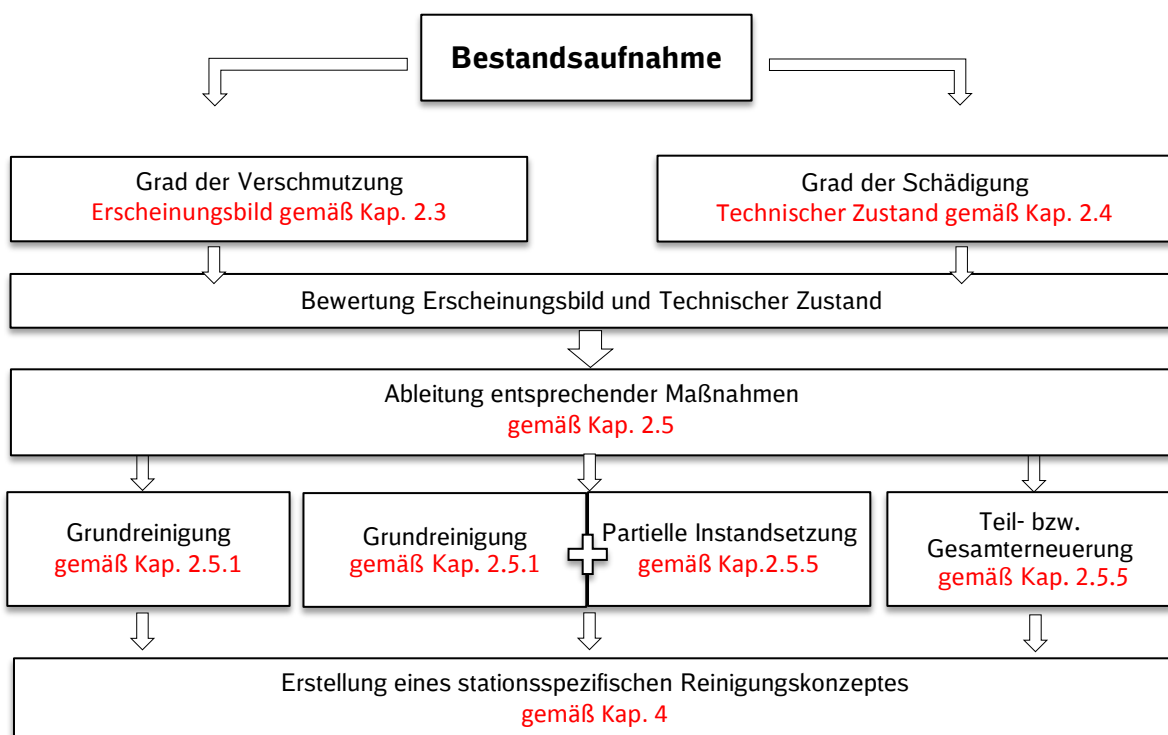 Bestandsaufnahme
Grad der Verschmutzung
Erscheinungsbild gemäß Kap. 2.3
Grad der Schädigung
Technischer Zustand gemäß Kap. 2.4
Bewertung Erscheinungsbild und Technischer Zustand
Ableitung entsprechender Maßnahmen
gemäß Kap. 2.5
Grundreinigung
gemäß Kap. 2.5.1
Grundreinigung
gemäß Kap. 2.5.1
Partielle Instandsetzung
gemäß Kap.2.5.5
Teil- bzw.
Gesamterneuerung
gemäß Kap. 2.5.5
Erstellung eines stationsspezifischen Reinigungskonzeptes
gemäß Kap. 4